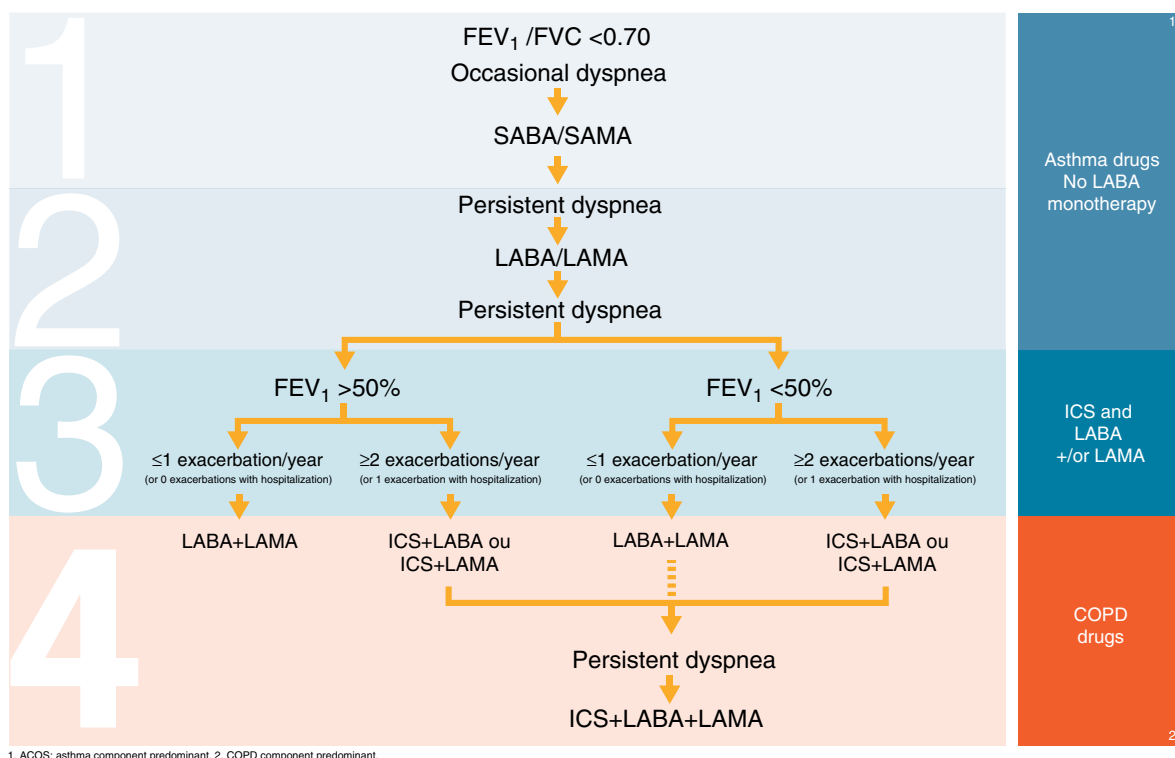 1
FEV1 /FVC <0.70
Occasional dyspnea
SABA/SAMA
2
Persistent dyspnea
LABA/LAMA
Persistent dyspnea
3
FEV1 >50%
FEV1 <50%
≤1 exacerbation/year
(or 0 exacerbations with hospitalization)
≥2 exacerbations/year
(or 1 exacerbation with hospitalization)
≤1 exacerbation/year
(or 0 exacerbations with hospitalization)
≥2 exacerbations/year
(or 1 exacerbation with hospitalization)
4
LABA+LAMA
ICS+LABA ou
ICS+LAMA
LABA+LAMA
ICS+LABA ou
ICS+LAMA
Persistent dyspnea
ICS+LABA+LAMA
1
Asthma drugs
No LABA
monotherapy
ICS and
LABA
+/or LAMA
COPD
drugs
2
1. ACOS: asthma component predominant. 2. COPD component predominant.